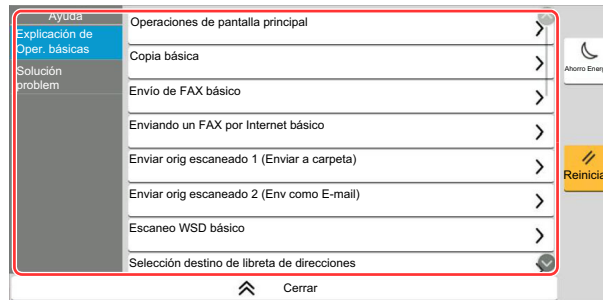 Ayuda
Explicación de
Oper. básicas
Solución
problem
Operaciones de pantalla principal
Copia básica
Envío de FAX básico
Enviando un FAX por Internet básico
Enviar orig escaneado 1 (Enviar a carpeta)
Enviar orig escaneado 2 (Env como E-mail)
Escaneo WSD básico
Selección destino de libreta de direcciones
Cerrar
Ahorro Ener
Reinicia